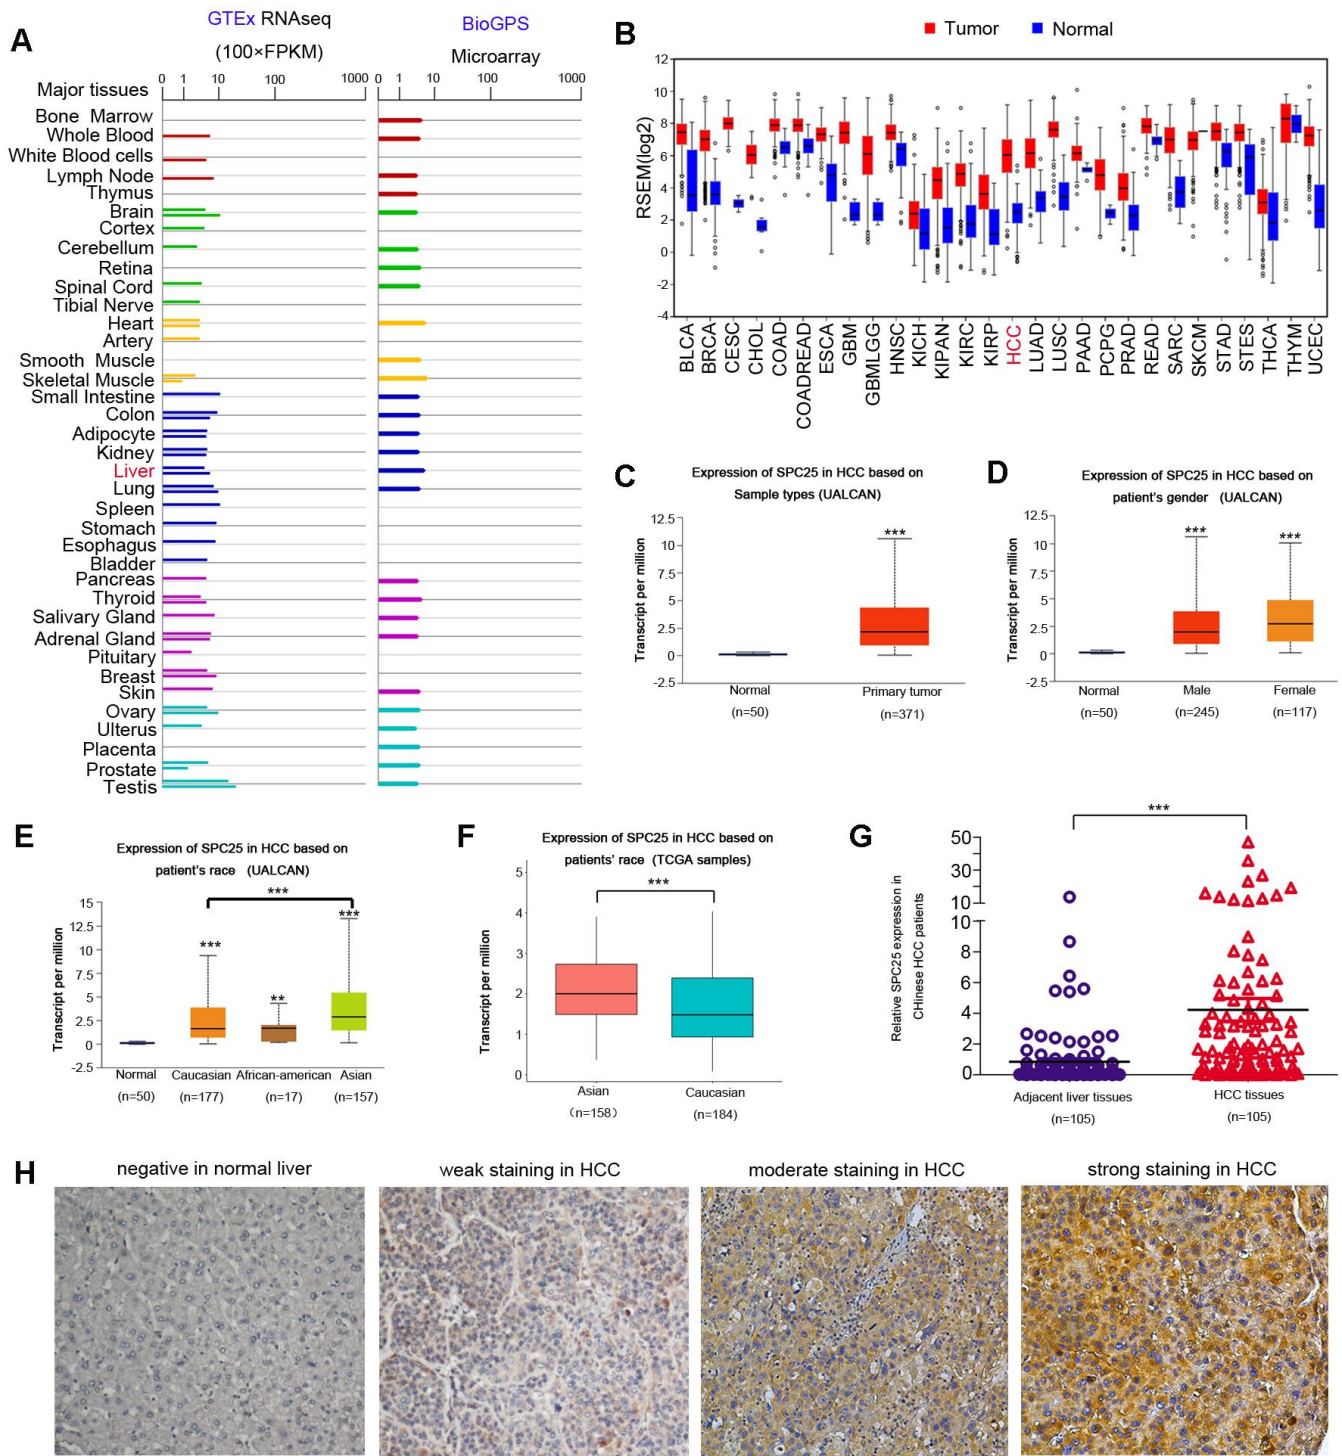 A
GTEx RNAseq
(100×FPKM)
BioGPS
Microarray
0 1 10 100 1000
0 1 10 100 1000
Major tissues
Bone Marrow
Whole Blood
White Blood cells
Lymph Node
Thymus
Brain
Cortex
Cerebellum
Retina
Spinal Cord
Tibial Nerve
Heart
Artery
Smooth Muscle
Skeletal Muscle
Small Intestine
Colon
Adipocyte
Kidney
Liver
Lung
Spleen
Stomach
Esophagus
Bladder
Pancreas
Thyroid
Salivary Gland
Adrenal Gland
Pituitary
Breast
Skin
Ovary
Ulterus
Placenta
Prostate
Testis
B
Tumor Normal
RSEM(log2)
12
10
8
6
4
2
0
-2
-4
BLCA
BRCA
CESC
CHOL
COAD
COADREAD
ESCA
GBM
GBMLGG
HNSC
KICH
KIPAN
KIRC
KIRP
HCC
LUAD
LUSC
PAAD
PCPG
PRAD
READ
SARC
SKCM
STAD
STES
THCA
THYM
UCEC
C
Expression of SPC25 in HCC based on
Sample types (UALCAN)
Transcript per million
12.5
10
7.5
5
2.5
0
-2.5
***
Normal Primary tumor
(n=50) (n=371)
D
Expression of SPC25 in HCC based on
patient's gender (UALCAN)
Transcript per million
12.5
10
7.5
5
2.5
0
-2.5
*** ***
Normal Male Female
(n=50) (n=245) (n=117)
E
Expression of SPC25 in HCC based on
patient's race (UALCAN)
Transcript per million
15
12.5
10
7.5
5
2.5
0
-2.5
***
*** ** ***
Normal Caucasian African-american Asian
(n=50) (n=177) (n=17) (n=157)
F
Expression of SPC25 in HCC based on
patients' race (TCGA samples)
Transcript per million
5
4
3
2
1
0
***
Asian Caucasian
(n=158) (n=184)
G
Relative SPC25 expression in
CHinese HCC patients
50
30
10
10
8
6
4
2
0
***
Adjacent liver tissues HCC tissues
(n=105) (n=105)
H
negative in normal liver
weak staining in HCC
moderate staining in HCC
strong staining in HCC